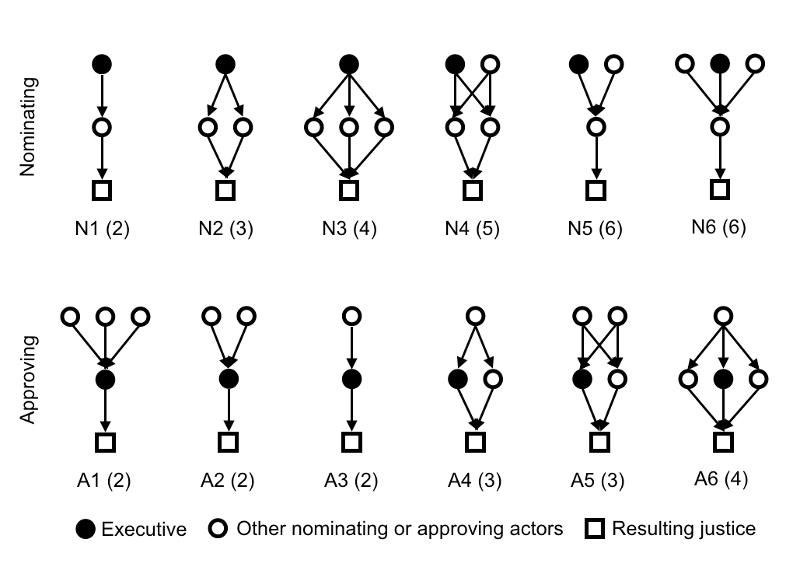 Nominating
N1 (2) N2 (3) N3 (4) N4 (5) N5 (6) N6 (6)
Approving
A1 (2) A2 (2) A3 (2) A4 (3) A5 (3) A6 (4)
Executive Other nominating or approving actors Resulting justice